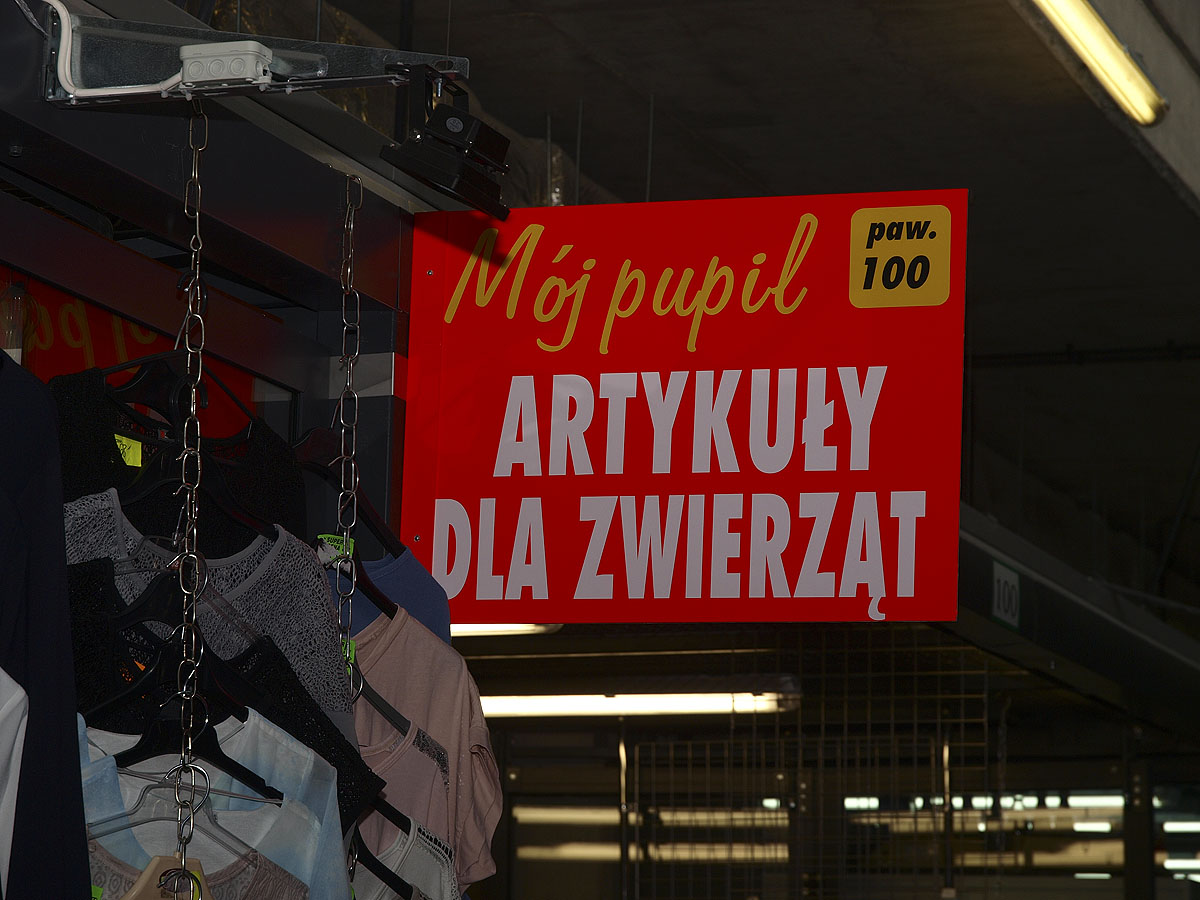 Mój pupil
paw.
100
ARTYKUŁY
DLA ZWIERZĄT
100